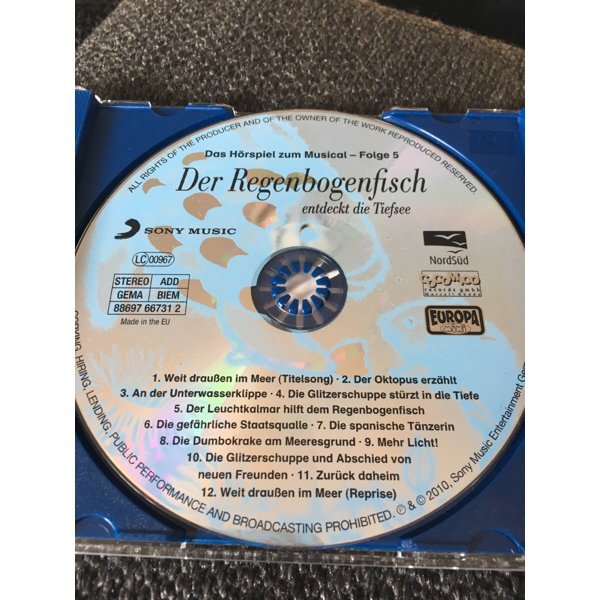 ALL RIGHTS OF THE PRODUCER AND OF THE OWNER OF THE WORK REPRODUCED RESERVED.
Das Hörspiel zum Musical – Folge 5
Der Regenbogenfisch
entdeckt die Tiefsee
SONY MUSIC
NordSüd
LC 00967
cocomico
records gmbh
STEREO ADD
GEMA BIEM
88697 66731 2
Made in the EU
EUROPA
1. Weit draußen im Meer (Titelsong) · 2. Der Oktopus erzählt
3. An der Unterwasserklippe · 4. Die Glitzerschuppe stürzt in die Tiefe
5. Der Leuchtkalmar hilft dem Regenbogenfisch
6. Die gefährliche Staatsqualle · 7. Die spanische Tänzerin
8. Die Dumbokrake am Meeresgrund · 9. Mehr Licht!
10. Die Glitzerschuppe und Abschied von
neuen Freunden · 11. Zurück daheim
12. Weit draußen im Meer (Reprise)
COPYING, HIRING, LENDING, PUBLIC PERFORMANCE AND BROADCASTING PROHIBITED. ℗ & © 2010, Sony Music Entertainment